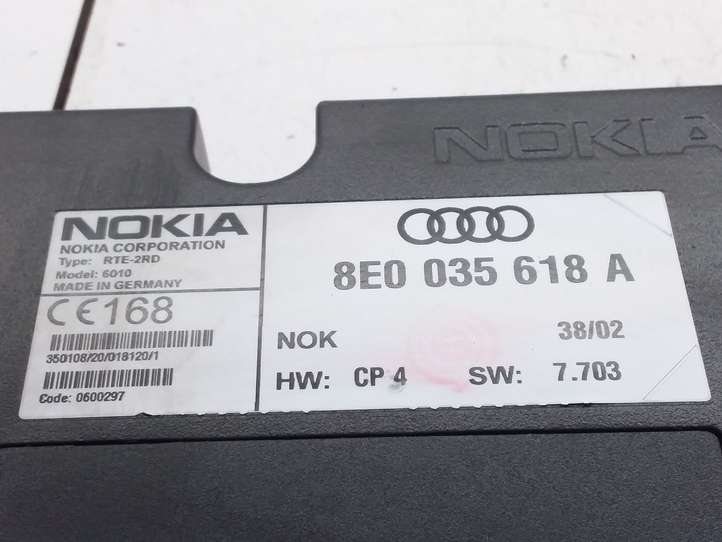 NOKIA
NOKIA
NOKIA CORPORATION
Type: RTE-2RD
Model: 6010
MADE IN GERMANY
CE168
350108/20/018120/1
Code: 0600297
8E0 035 618 A
NOK 38/02
HW: CP 4 SW: 7.703